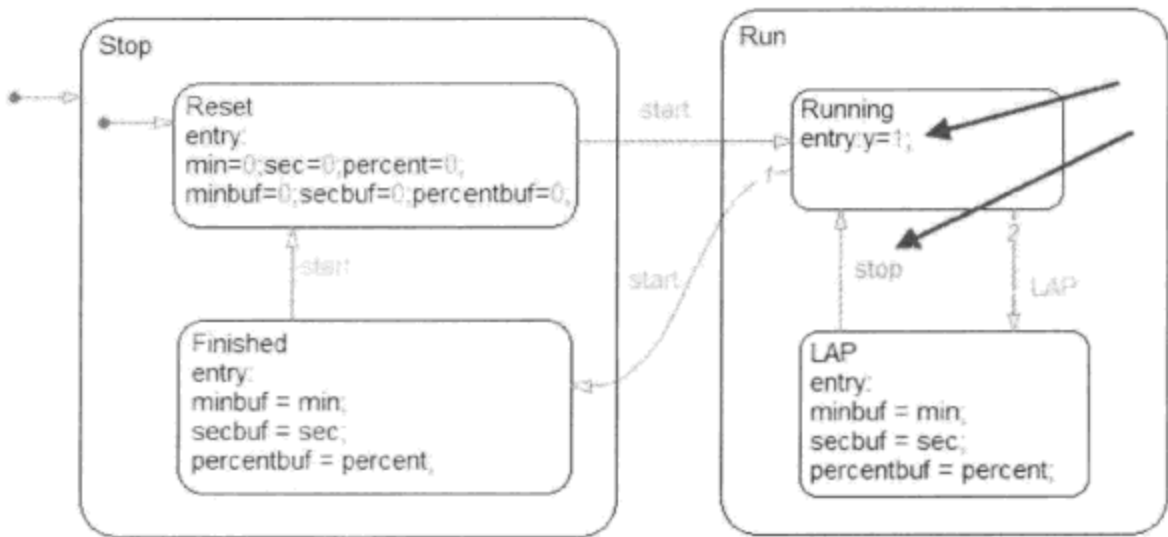 Stop
Reset
entry:
min=0;sec=0;percent=0,
minbuf=0;secbuf=0;percentbuf=0;
start
Finished
entry:
minbuf = min;
secbuf = sec;
percentbuf = percent,
start
start
Run
Running
entry:y=1;
1
2
stop
LAP
LAP
entry:
minbuf = min;
secbuf = sec;
percentbuf = percent;